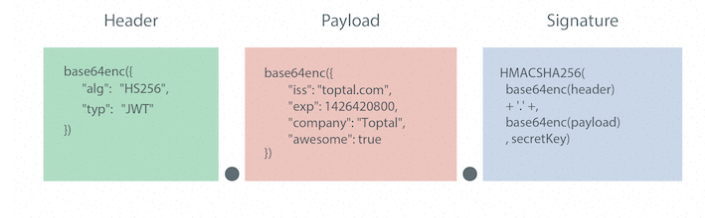 Header
Payload
Signature
base64enc({
"alg": "HS256",
"typ": "JWT"
})
base64enc({
"iss": "toptal.com",
"exp": 1426420800,
"company": "Toptal",
"awesome": true
})
HMACSHA256(
base64enc(header)
+ '.' +,
base64enc(payload)
, secretKey)